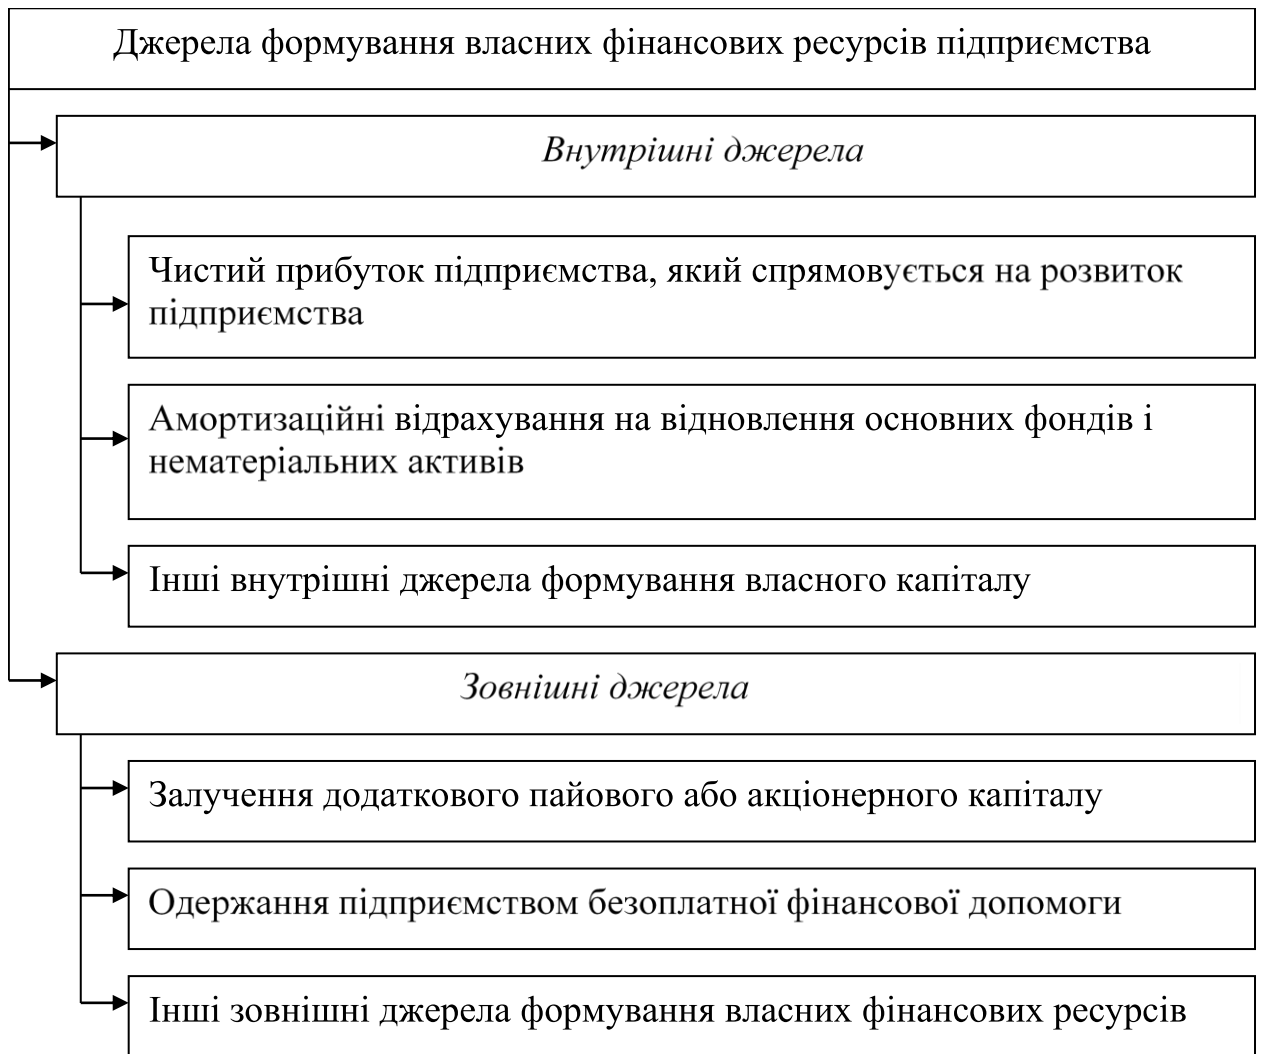 Джерела формування власних фінансових ресурсів підприємства
Внутрішні джерела
Чистий прибуток підприємства, який спрямовується на розвиток
підприємства
Амортизаційні відрахування на відновлення основних фондів і
нематеріальних активів
Інші внутрішні джерела формування власного капіталу
Зовнішні джерела
Залучення додаткового пайового або акціонерного капіталу
Одержання підприємством безоплатної фінансової допомоги
Інші зовнішні джерела формування власних фінансових ресурсів